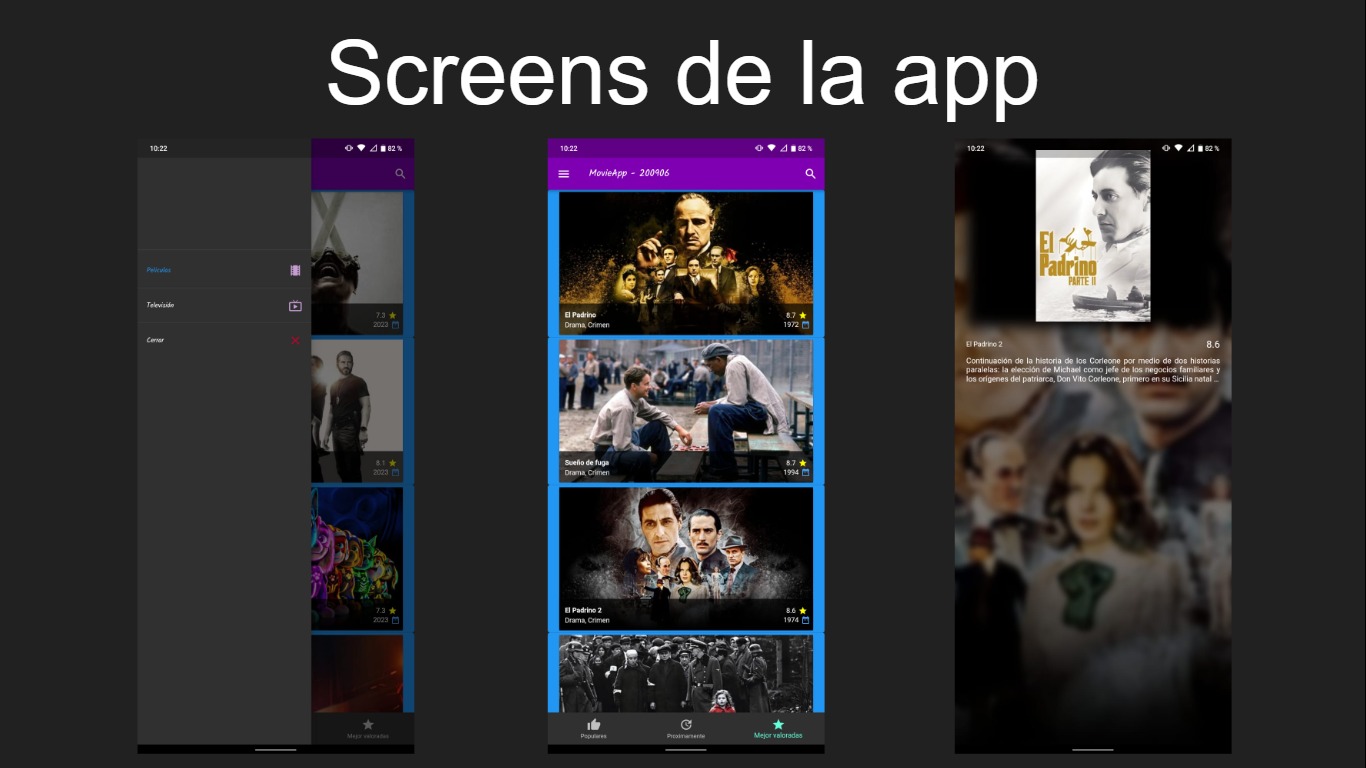 Screens de la app
10:22
82 %
Películas
Televisión
Cerrar
7.3
2023
8.1
2023
7.3
2023
Mejor valoradas
10:22
82 %
MovieApp - 200906
El Padrino
8.7
Drama, Crimen
1972
Sueño de fuga
8.7
Drama, Crimen
1994
El Padrino 2
8.6
Drama, Crimen
1974
Populares
Proximamente
Mejor valoradas
10:22
82 %
El
Padrino
PARTE II
El Padrino 2
8.6
Continuación de la historia de los Corleone por medio de dos historias
paralelas: la elección de Michael como jefe de los negocios familiares y
los orígenes del patriarca, Don Vito Corleone, primero en su Sicilia natal ...